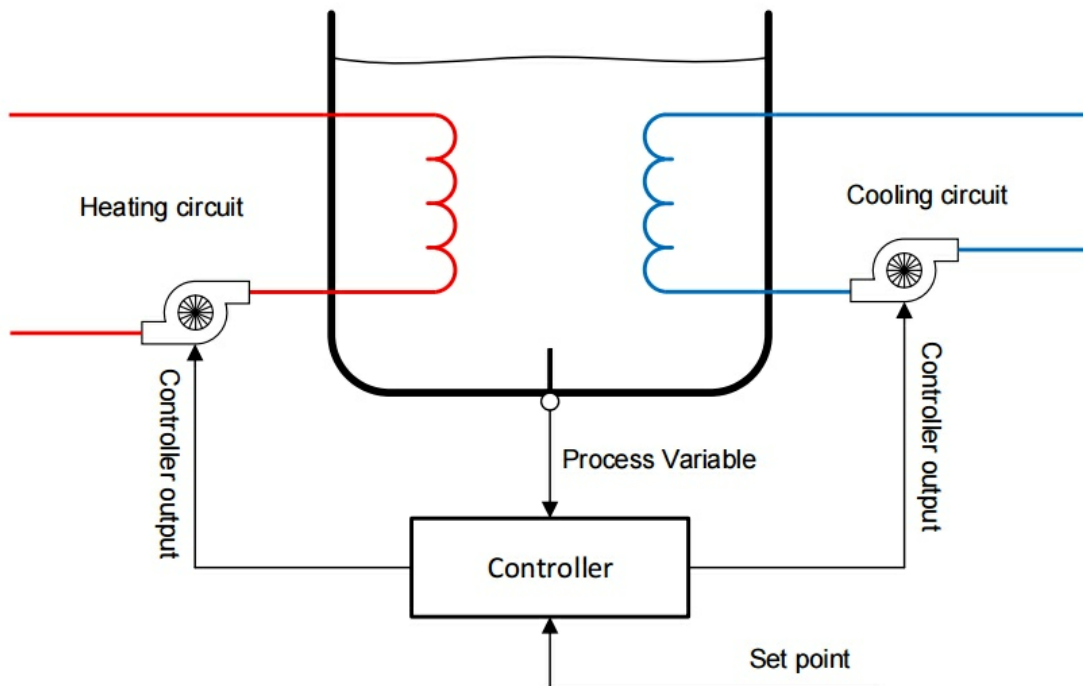 Heating circuit
Cooling circuit
Controller output
Controller output
Process Variable
Controller
Set point